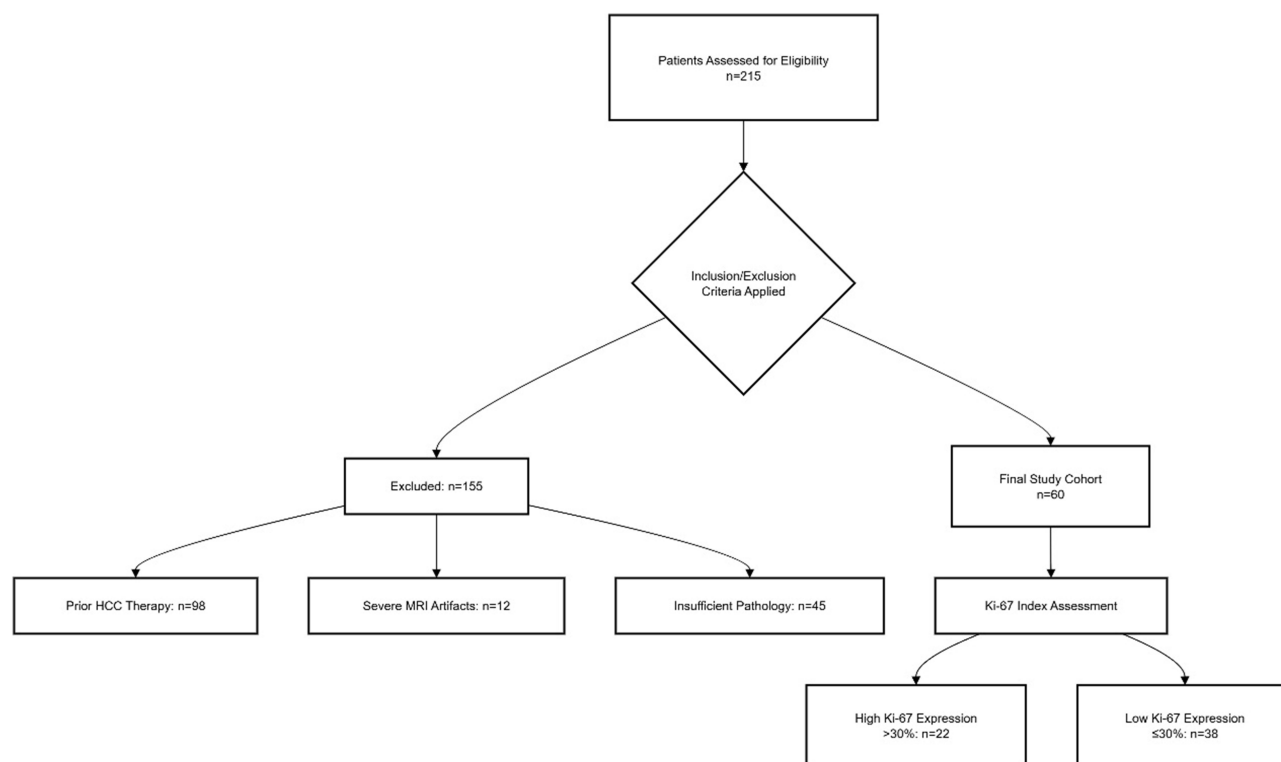 Patients Assessed for Eligibility
n=215
Inclusion/Exclusion
Criteria Applied
Excluded: n=155
Final Study Cohort
n=60
Prior HCC Therapy: n=98
Severe MRI Artifacts: n=12
Insufficient Pathology: n=45
Ki-67 Index Assessment
High Ki-67 Expression
>30%: n=22
Low Ki-67 Expression
≤30%: n=38